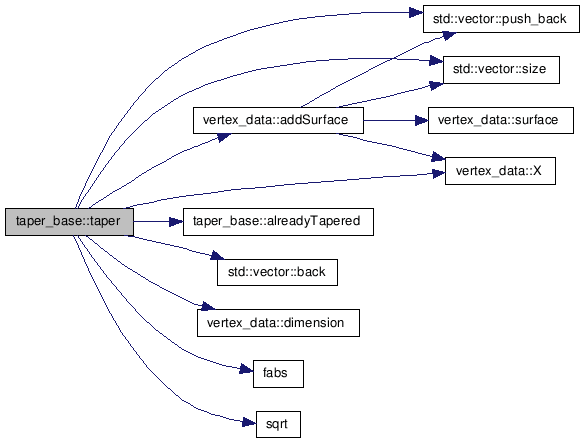 std::vector::push_back
std::vector::size
vertex_data::addSurface
vertex_data::surface
vertex_data::X
taper_base::taper
taper_base::alreadyTapered
std::vector::back
vertex_data::dimension
fabs
sqrt